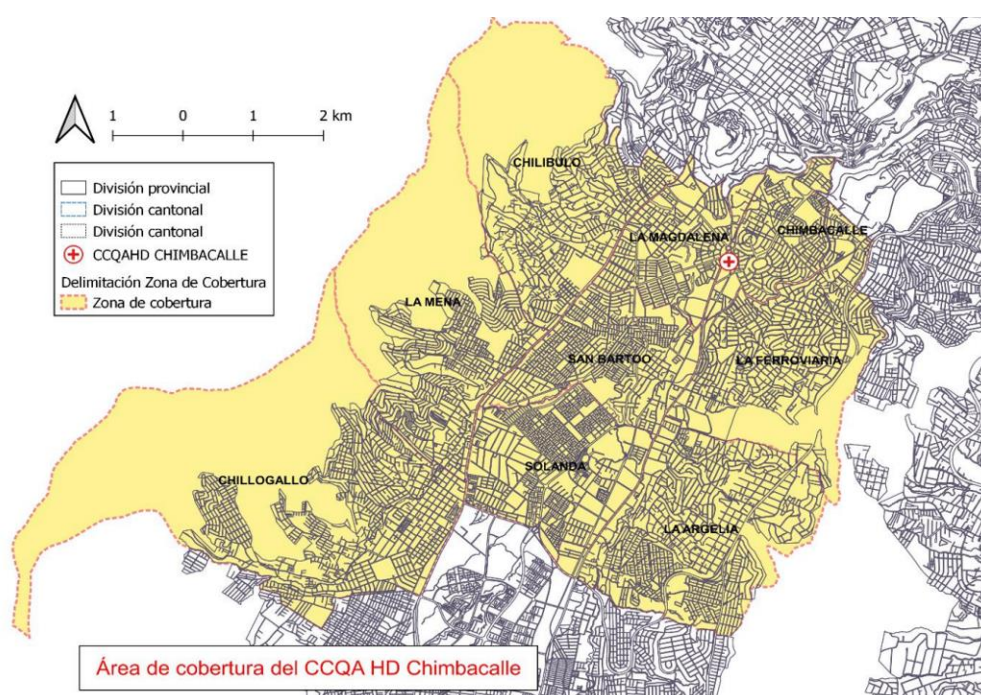 1 0 1 2 km
División provincial
División cantonal
División cantonal
CCQAHD CHIMBACALLE
Delimitación Zona de Cobertura
Zona de cobertura
CHILIBULO
LA MAGDALENA
CHIMBACALLE
LA MENA
SAN BARTOO
LA FERROVIARIA
SOLANDA
CHILLOGALLO
LA ARGELIA
Área de cobertura del CCQA HD Chimbacalle